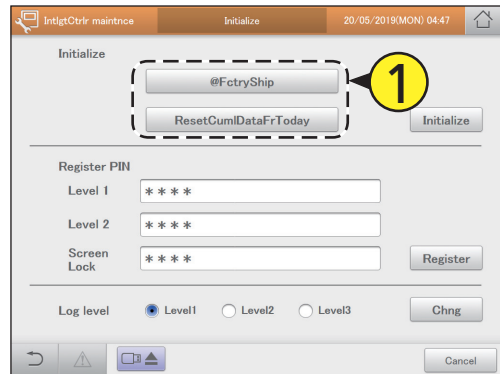 IntlgtCtrlr maintnce Initialize 20/05/2019(MON) 04:47
Initialize
@FctryShip
1
ResetCumlDataFrToday Initialize
Register PIN
Level 1 ****
Level 2 ****
Screen
Lock **** Register
Log level Level1 Level2 Level3 Chng
Cancel